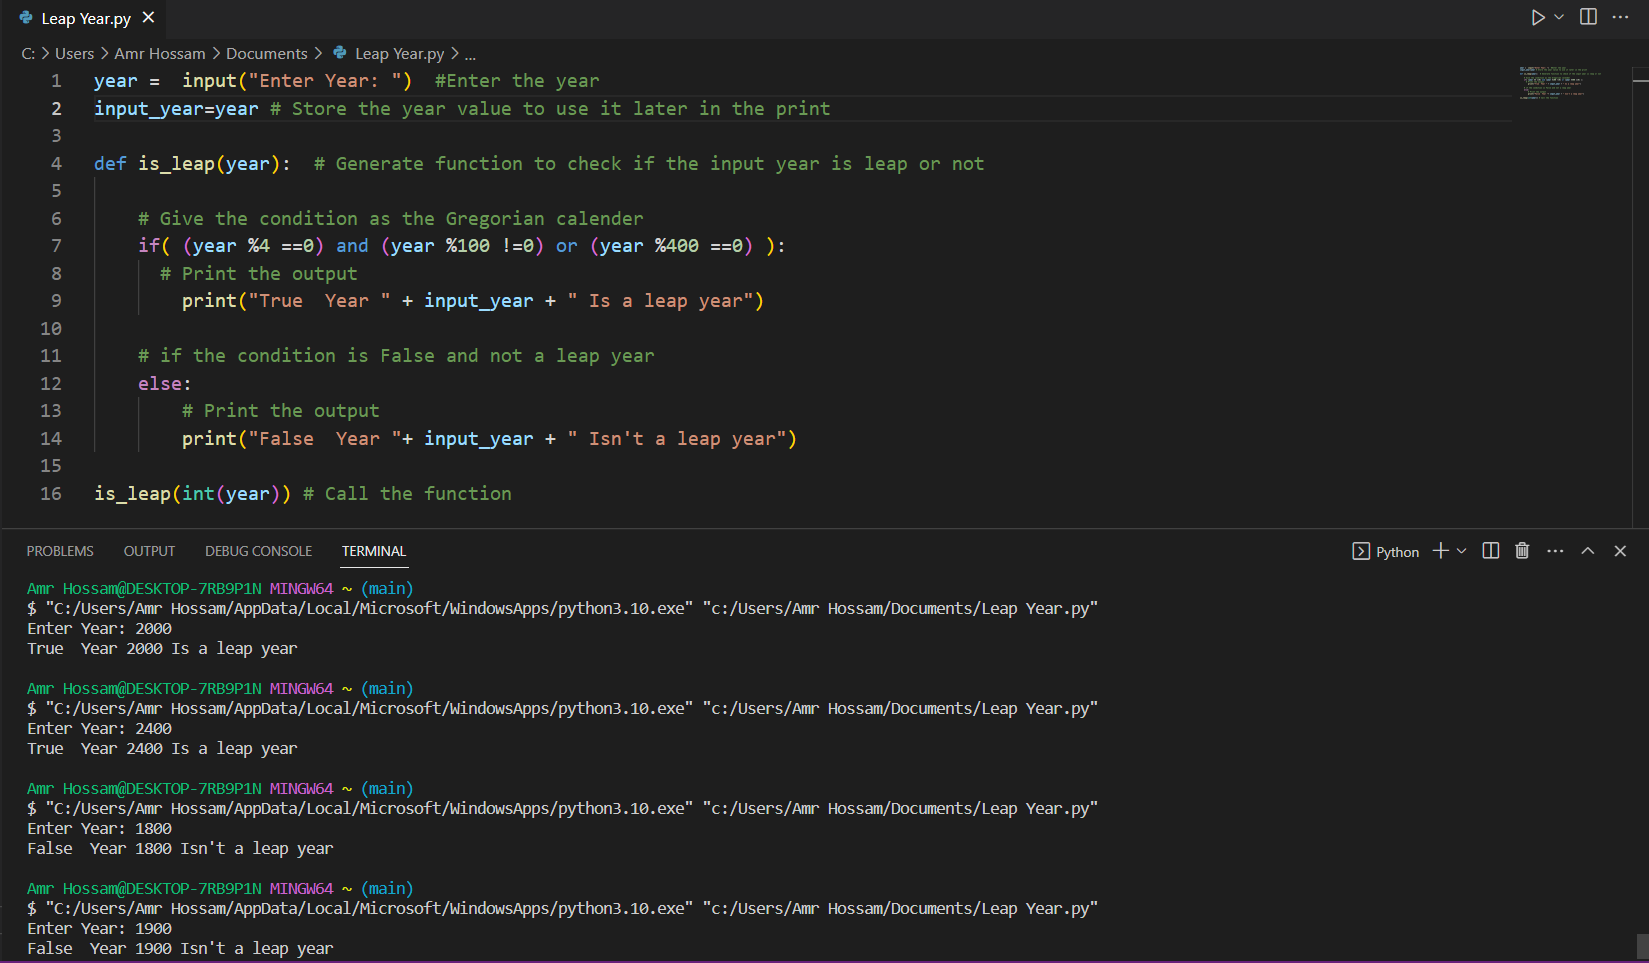 Leap Year.py
C: > Users > Amr Hossam > Documents > Leap Year.py > ...
1 year =  input("Enter Year: ")  #Enter the year
2 input_year=year # Store the year value to use it later in the print
3
4 def is_leap(year):  # Generate function to check if the input year is leap or not
5
6     # Give the condition as the Gregorian calender
7     if( (year %4 ==0) and (year %100 !=0) or (year %400 ==0) ):
8       # Print the output
9         print("True  Year " + input_year + " Is a leap year")
10
11     # if the condition is False and not a leap year
12     else:
13         # Print the output
14         print("False  Year "+ input_year + " Isn't a leap year")
15
16 is_leap(int(year)) # Call the function
PROBLEMS OUTPUT DEBUG CONSOLE TERMINAL Python
Amr Hossam@DESKTOP-7RB9P1N MINGW64 ~ (main)
$ "C:/Users/Amr Hossam/AppData/Local/Microsoft/WindowsApps/python3.10.exe" "c:/Users/Amr Hossam/Documents/Leap Year.py"
Enter Year: 2000
True  Year 2000 Is a leap year
Amr Hossam@DESKTOP-7RB9P1N MINGW64 ~ (main)
$ "C:/Users/Amr Hossam/AppData/Local/Microsoft/WindowsApps/python3.10.exe" "c:/Users/Amr Hossam/Documents/Leap Year.py"
Enter Year: 2400
True  Year 2400 Is a leap year
Amr Hossam@DESKTOP-7RB9P1N MINGW64 ~ (main)
$ "C:/Users/Amr Hossam/AppData/Local/Microsoft/WindowsApps/python3.10.exe" "c:/Users/Amr Hossam/Documents/Leap Year.py"
Enter Year: 1800
False  Year 1800 Isn't a leap year
Amr Hossam@DESKTOP-7RB9P1N MINGW64 ~ (main)
$ "C:/Users/Amr Hossam/AppData/Local/Microsoft/WindowsApps/python3.10.exe" "c:/Users/Amr Hossam/Documents/Leap Year.py"
Enter Year: 1900
False  Year 1900 Isn't a leap year